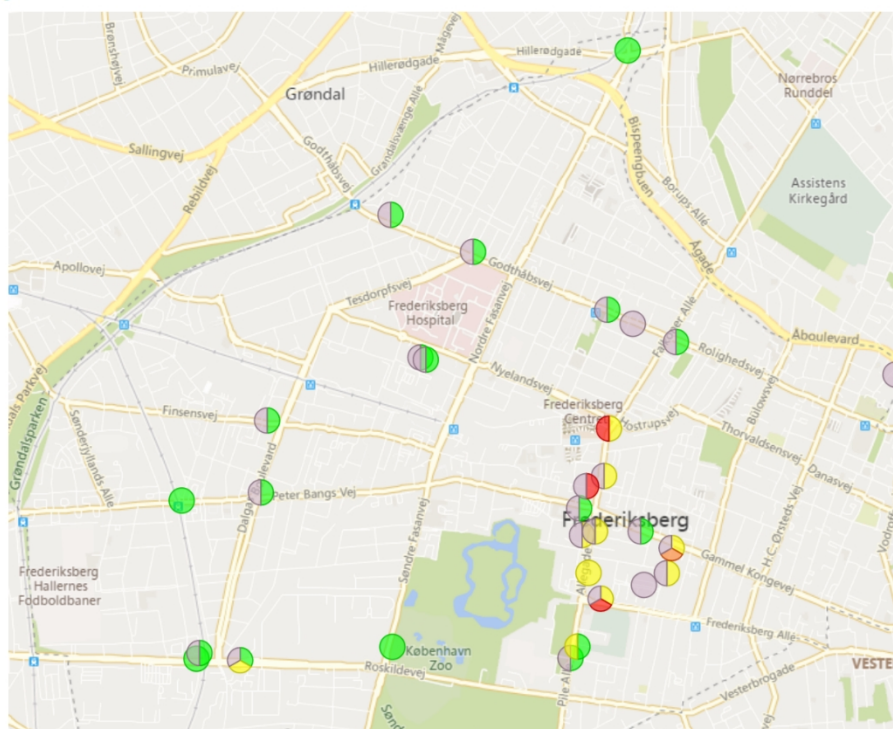 Brønshøjvej
Mågevej
Hillerødgade
Hillerødgade
Primulavej
Grøndal
Nørrebros
Runddel
Sallingvej
Godthåbsvej
Grøndalsvænge Allé
Bispeengbuen
Rebildvej
Borups Allé
Assistens
Kirkegård
Apollovej
Ågade
Tesdorpfsvej
Godthåbsvej
Frederiksberg
Hospital
Nordre Fasanvej
Rolighedsvej
Åboulevard
Nyelandsvej
Bülowsvej
Grøndalsparken
Finsensvej
Frederiksberg
Thorvaldsensvej
Sønderjyllands Allé
Danasvej
Peter Bangs Vej
Frederiksberg
H.C. Ørsteds Vej
Gammel Kongevej
Søndre Fasanvej
Frederiksberg
Hallernes
Fodboldbaner
Frederiksberg Allé
København
Zoo
Roskildevej
Vesterbrogade
VESTE